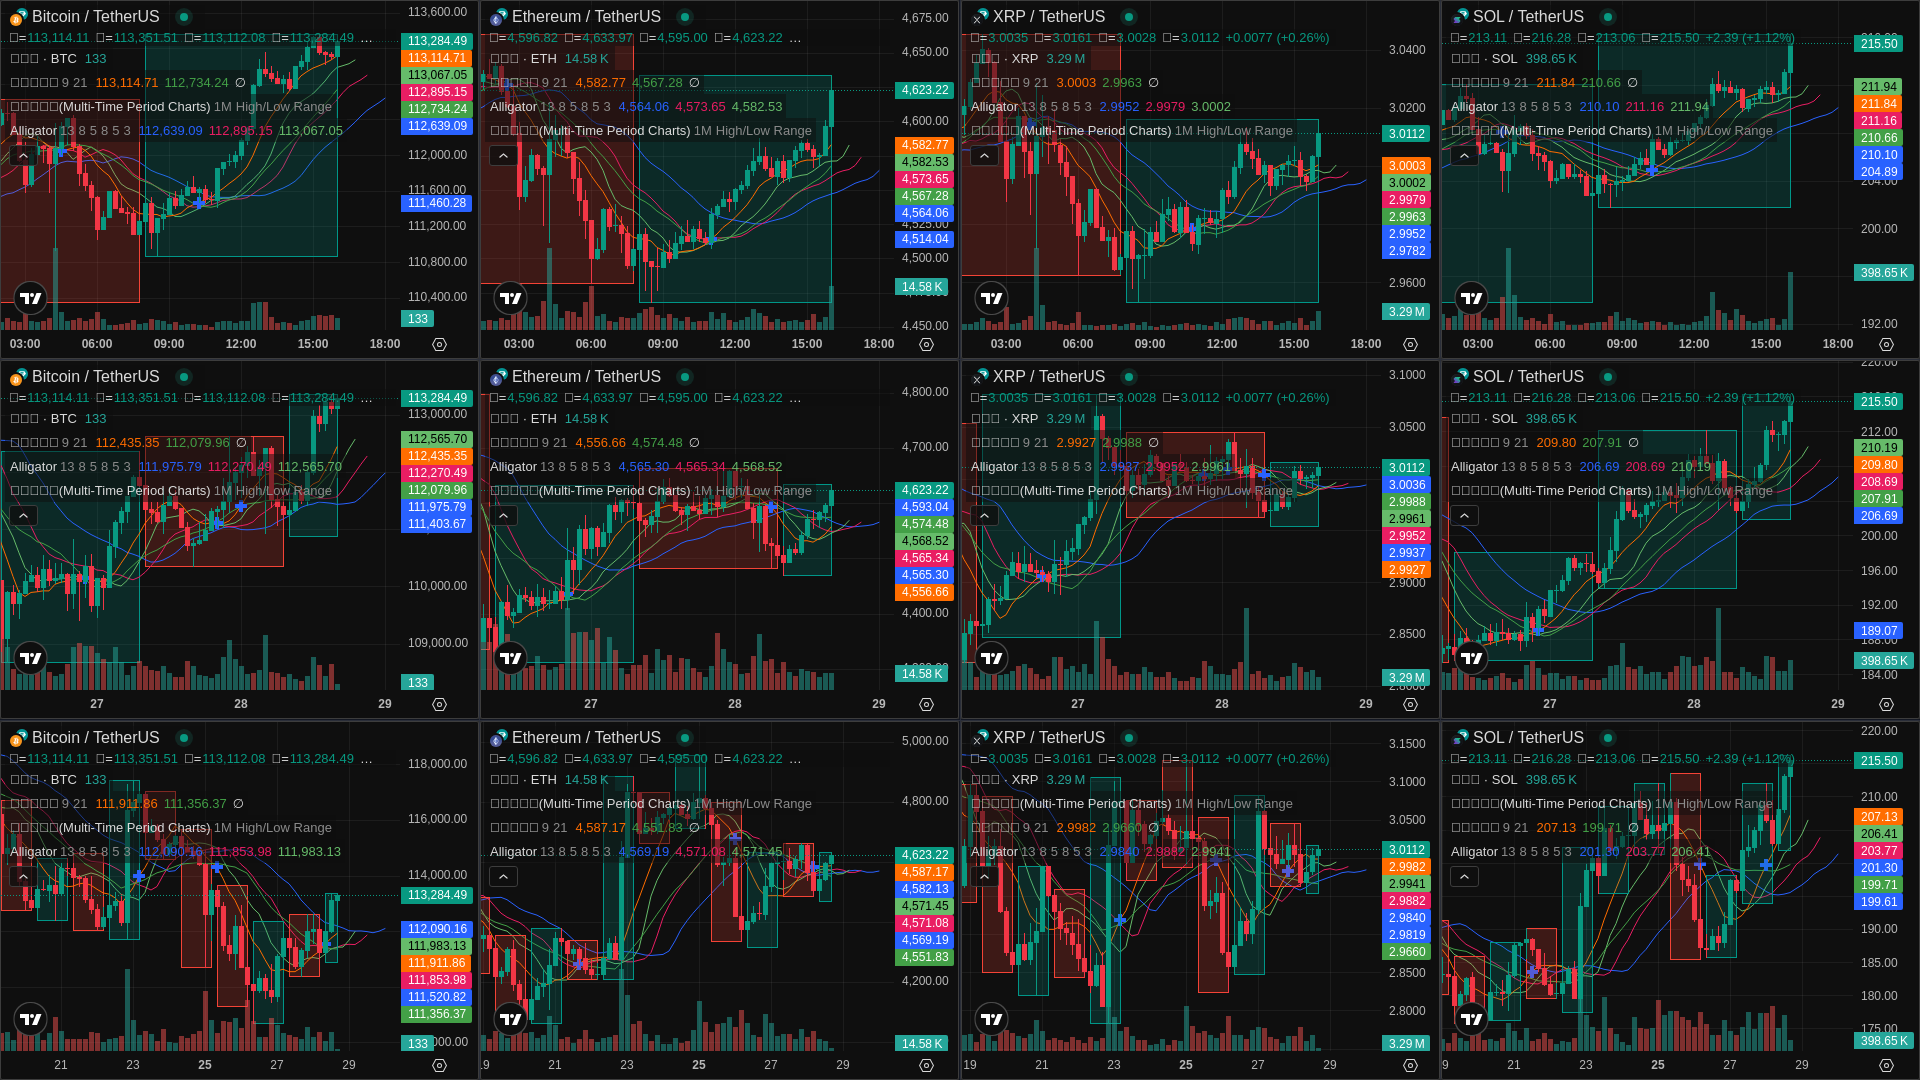 Bitcoin / TetherUS
=113,114.11 =113,351.51 =113,112.08 =113,284.49 ...
· BTC 133
9 21 113,114.71 112,734.24 ∅
(Multi-Time Period Charts) 1M High/Low Range
Alligator 13 8 5 8 5 3 112,639.09 112,895.15 113,067.05
113,600.00
113,284.49
113,114.71
113,067.05
112,895.15
112,734.24
112,639.09
112,000.00
111,600.00
111,460.28
111,200.00
110,800.00
110,400.00
133
03:00 06:00 09:00 12:00 15:00 18:00
Ethereum / TetherUS
=4,596.82 =4,633.97 =4,595.00 =4,623.22 ...
· ETH 14.58 K
9 21 4,582.77 4,567.28 ∅
Alligator 13 8 5 8 5 3 4,564.06 4,573.65 4,582.53
(Multi-Time Period Charts) 1M High/Low Range
4,675.00
4,650.00
4,623.22
4,600.00
4,582.77
4,582.53
4,573.65
4,567.28
4,564.06
4,525.00
4,514.04
4,500.00
14.58 K
4,450.00
03:00 06:00 09:00 12:00 15:00 18:00
XRP / TetherUS
=3.0035 =3.0161 =3.0028 =3.0112 +0.0077 (+0.26%)
· XRP 3.29 M
9 21 3.0003 2.9963 ∅
Alligator 13 8 5 8 5 3 2.9952 2.9979 3.0002
(Multi-Time Period Charts) 1M High/Low Range
3.0400
3.0200
3.0112
3.0003
3.0002
2.9979
2.9963
2.9952
2.9782
2.9600
3.29 M
03:00 06:00 09:00 12:00 15:00 18:00
SOL / TetherUS
=213.11 =216.28 =213.06 =215.50 +2.39 (+1.12%)
· SOL 398.65 K
9 21 211.84 210.66 ∅
Alligator 13 8 5 8 5 3 210.10 211.16 211.94
(Multi-Time Period Charts) 1M High/Low Range
215.50
211.94
211.84
211.16
210.66
210.10
204.89
204.00
200.00
398.65 K
192.00
03:00 06:00 09:00 12:00 15:00 18:00
Bitcoin / TetherUS
=113,114.11 =113,351.51 =113,112.08 =113,284.49 ...
· BTC 133
9 21 112,435.35 112,079.96 ∅
Alligator 13 8 5 8 5 3 111,975.79 112,270.49 112,565.70
(Multi-Time Period Charts) 1M High/Low Range
113,284.49
113,000.00
112,565.70
112,435.35
112,270.49
112,079.96
111,975.79
111,403.67
110,000.00
109,000.00
133
27 28 29
Ethereum / TetherUS
=4,596.82 =4,633.97 =4,595.00 =4,623.22 ...
· ETH 14.58 K
9 21 4,556.66 4,574.48 ∅
Alligator 13 8 5 8 5 3 4,565.30 4,565.34 4,568.52
(Multi-Time Period Charts) 1M High/Low Range
4,800.00
4,700.00
4,623.22
4,593.04
4,574.48
4,568.52
4,565.34
4,565.30
4,556.66
4,400.00
14.58 K
27 28 29
XRP / TetherUS
=3.0035 =3.0161 =3.0028 =3.0112 +0.0077 (+0.26%)
· XRP 3.29 M
9 21 2.9927 2.9988 ∅
Alligator 13 8 5 8 5 3 2.9937 2.9952 2.9961
(Multi-Time Period Charts) 1M High/Low Range
3.1000
3.0500
3.0112
3.0036
2.9988
2.9961
2.9952
2.9937
2.9927
2.9000
2.8500
3.29 M
2.8000
27 28 29
SOL / TetherUS
=213.11 =216.28 =213.06 =215.50 +2.39 (+1.12%)
· SOL 398.65 K
9 21 209.80 207.91 ∅
Alligator 13 8 5 8 5 3 206.69 208.69 210.19
(Multi-Time Period Charts) 1M High/Low Range
220.00
215.50
212.00
210.19
209.80
208.69
207.91
206.69
200.00
196.00
192.00
189.07
398.65 K
184.00
27 28 29
Bitcoin / TetherUS
=113,114.11 =113,351.51 =113,112.08 =113,284.49 ...
· BTC 133
9 21 111,911.86 111,356.37 ∅
(Multi-Time Period Charts) 1M High/Low Range
Alligator 13 8 5 8 5 3 112,090.16 111,853.98 111,983.13
118,000.00
116,000.00
114,000.00
113,284.49
112,090.16
111,983.13
111,911.86
111,853.98
111,520.82
111,356.37
133
21 23 25 27 29
Ethereum / TetherUS
=4,596.82 =4,633.97 =4,595.00 =4,623.22 ...
· ETH 14.58 K
(Multi-Time Period Charts) 1M High/Low Range
9 21 4,587.17 4,551.83 ∅
Alligator 13 8 5 8 5 3 4,569.19 4,571.08 4,571.45
5,000.00
4,800.00
4,623.22
4,587.17
4,582.13
4,571.45
4,571.08
4,569.19
4,551.83
4,200.00
14.58 K
21 23 25 27 29
XRP / TetherUS
=3.0035 =3.0161 =3.0028 =3.0112 +0.0077 (+0.26%)
· XRP 3.29 M
(Multi-Time Period Charts) 1M High/Low Range
9 21 2.9982 2.9660 ∅
Alligator 13 8 5 8 5 3 2.9840 2.9882 2.9941
3.1500
3.1000
3.0500
3.0112
2.9982
2.9941
2.9882
2.9840
2.9819
2.9660
2.8500
2.8000
3.29 M
19 21 23 25 27 29
SOL / TetherUS
=213.11 =216.28 =213.06 =215.50 +2.39 (+1.12%)
· SOL 398.65 K
(Multi-Time Period Charts) 1M High/Low Range
9 21 207.13 199.71 ∅
Alligator 13 8 5 8 5 3 201.30 203.77 206.41
220.00
215.50
210.00
207.13
206.41
203.77
201.30
199.71
199.61
190.00
185.00
180.00
175.00
398.65 K
21 23 25 27 29